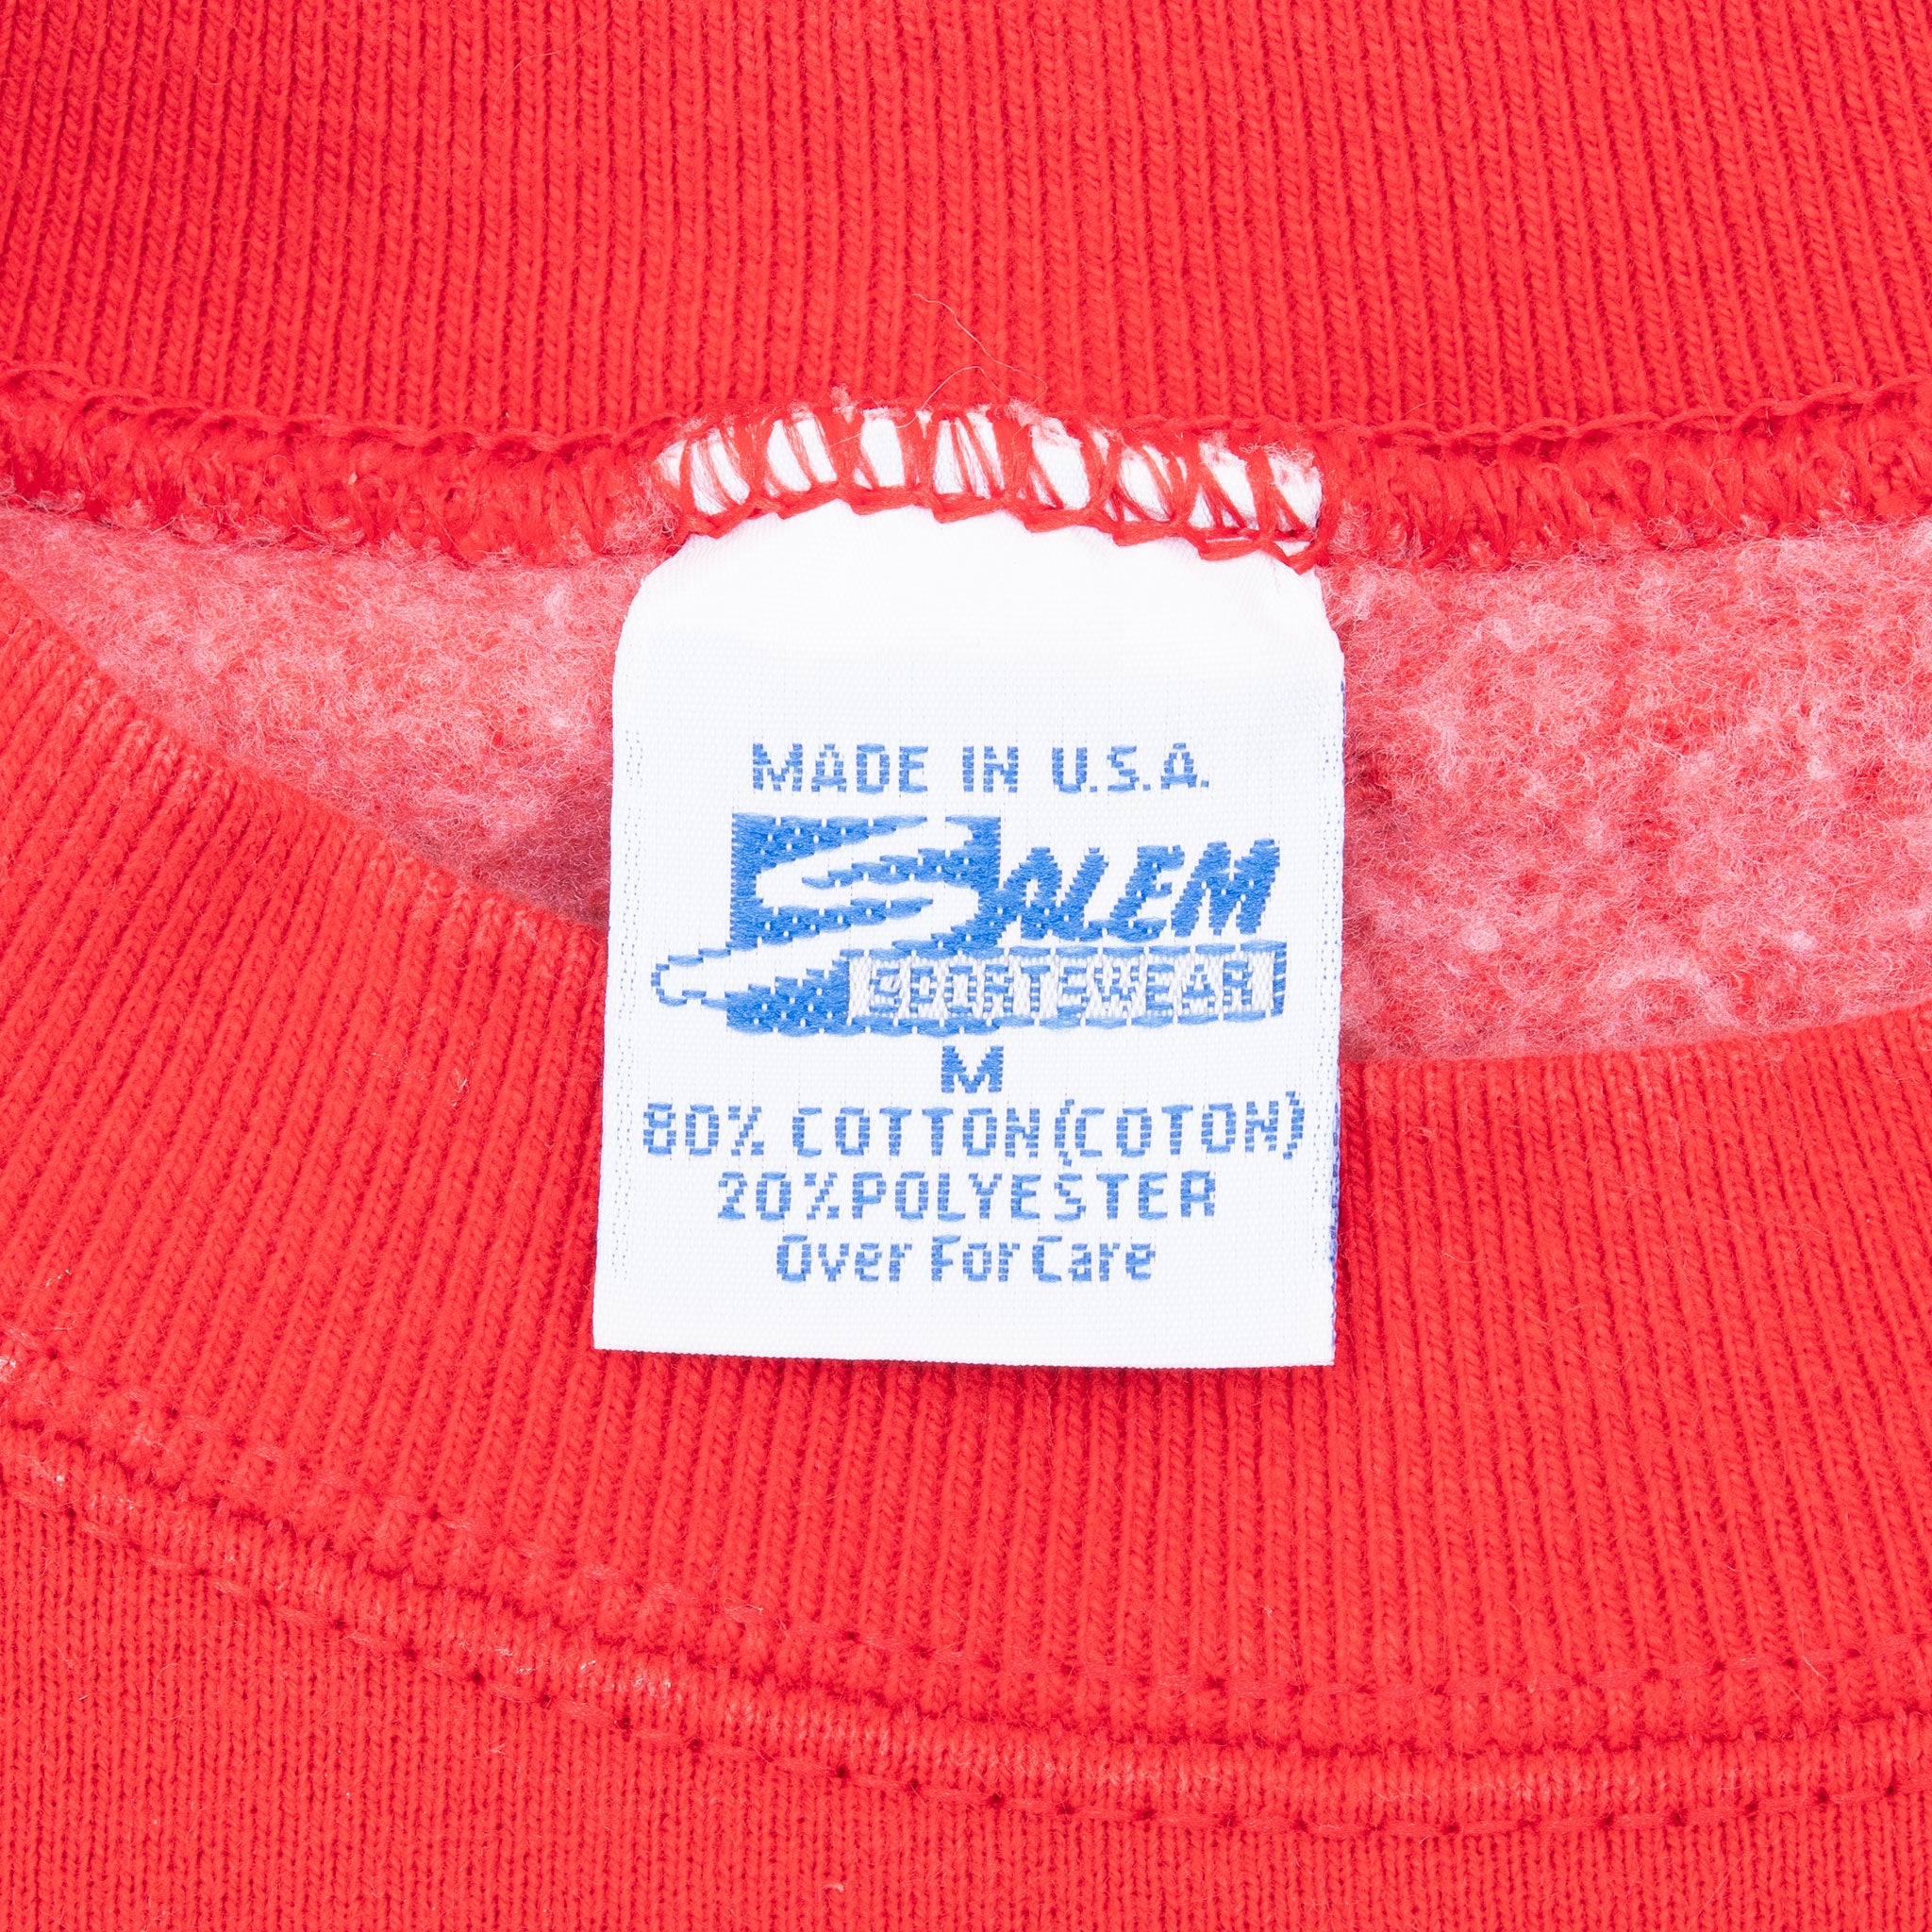 MADE IN U.S.A.
SALEM
SPORTSWEAR
M
80% COTTON(COTON)
20%POLYESTER
Over For Care